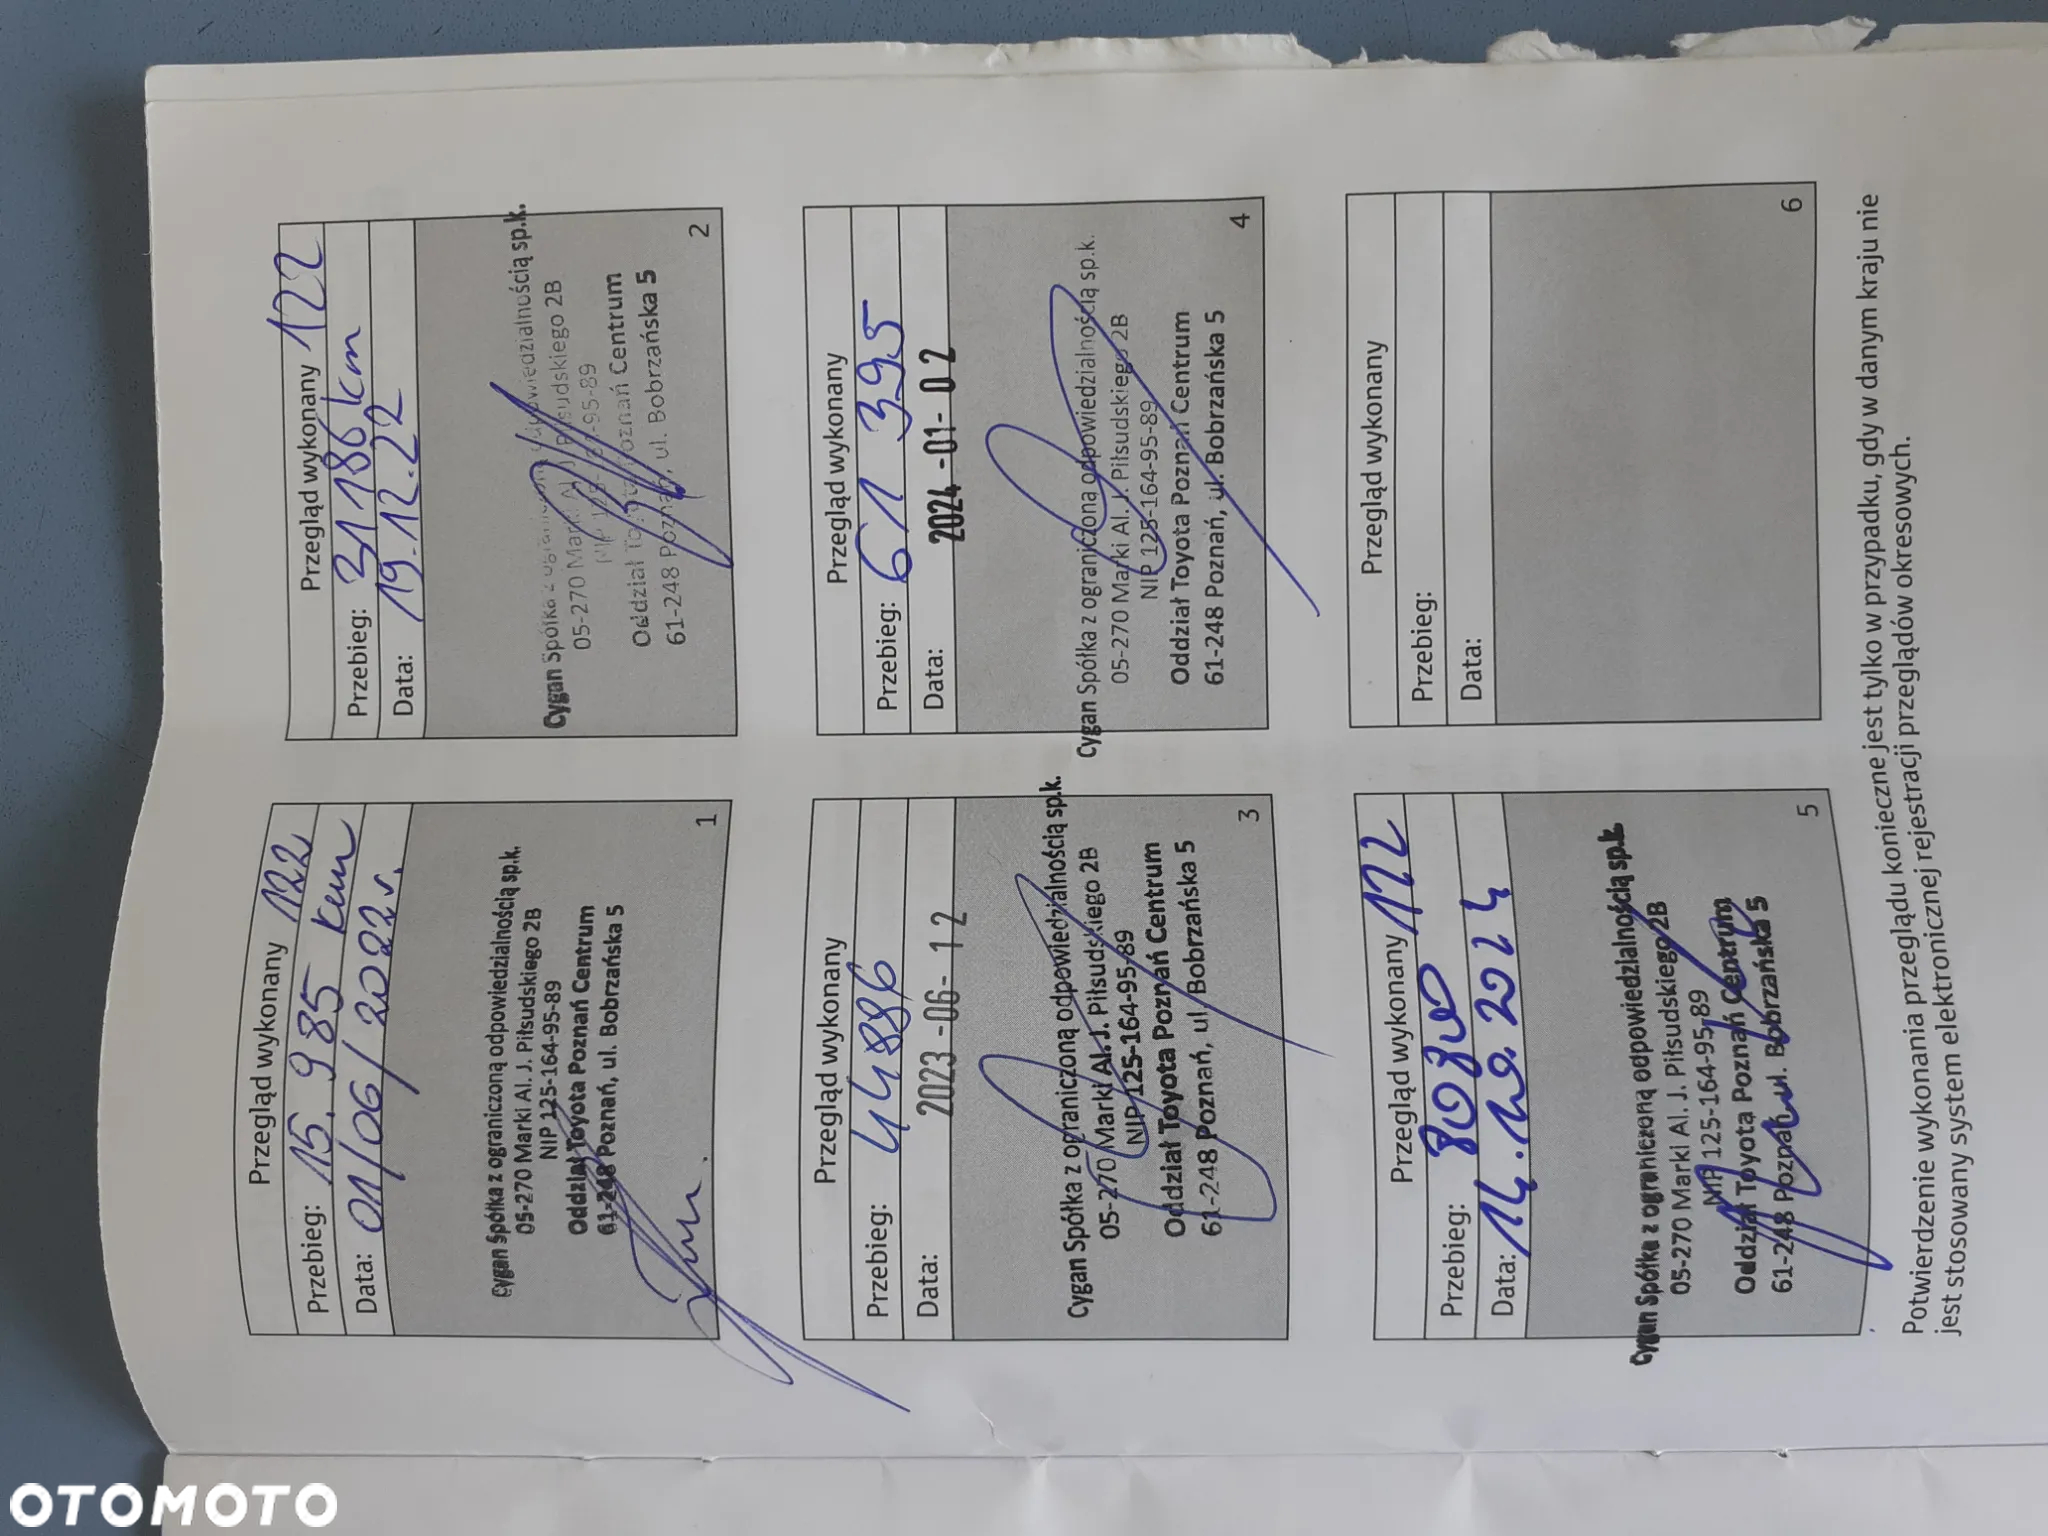 Przegląd wykonany 122
Przebieg: 15.985 km
Data: 01/06/2022 r.
Cygan Spółka z ograniczoną odpowiedzialnością sp.k.
05-270 Marki Al. J. Piłsudskiego 2B
NIP 125-164-95-89
Oddział Toyota Poznań Centrum
61-248 Poznań, ul. Bobrzańska 5
1
Przegląd wykonany 122
Przebieg: 31186 km
Data: 19.12.22
Cygan Spółka z ograniczoną odpowiedzialnością sp.k.
05-270 Marki Al. J. Piłsudskiego 2B
NIP 125-164-95-89
Oddział Toyota Poznań Centrum
61-248 Poznań, ul. Bobrzańska 5
2
Przegląd wykonany
Przebieg: 44886
Data: 2023-06-12
Cygan Spółka z ograniczoną odpowiedzialnością sp.k.
05-270 Marki Al. J. Piłsudskiego 2B
NIP 125-164-95-89
Oddział Toyota Poznań Centrum
61-248 Poznań, ul. Bobrzańska 5
3
Przegląd wykonany
Przebieg: 61 395
Data: 2024-01-02
Cygan Spółka z ograniczoną odpowiedzialnością sp.k.
05-270 Marki Al. J. Piłsudskiego 2B
NIP 125-164-95-89
Oddział Toyota Poznań Centrum
61-248 Poznań, ul. Bobrzańska 5
4
Przegląd wykonany 122
Przebieg:
Data:
Cygan Spółka z ograniczoną odpowiedzialnością sp.k.
05-270 Marki Al. J. Piłsudskiego 2B
NIP 125-164-95-89
Oddział Toyota Poznań Centrum
61-248 Poznań, ul. Bobrzańska 5
5
Przegląd wykonany
Przebieg:
Data:
6
Potwierdzenie wykonania przeglądu konieczne jest tylko w przypadku, gdy w danym kraju nie
jest stosowany system elektronicznej rejestracji przeglądów okresowych.
OTOMOTO